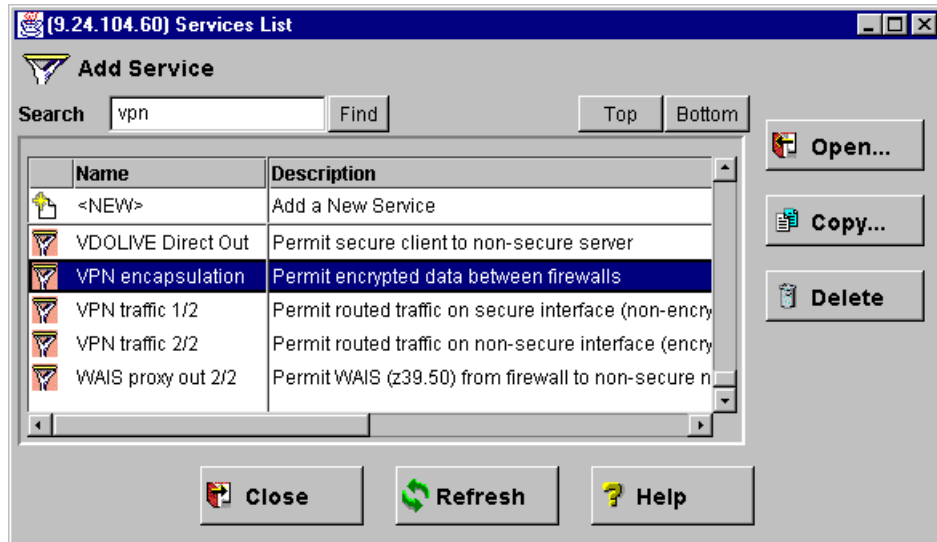 (9.24.104.60) Services List
Add Service
Search vpn Find Top Bottom
Name Description
<NEW> Add a New Service
VDOLIVE Direct Out Permit secure client to non-secure server
VPN encapsulation Permit encrypted data between firewalls
VPN traffic 1/2 Permit routed traffic on secure interface (non-encry
VPN traffic 2/2 Permit routed traffic on non-secure interface (encry
WAIS proxy out 2/2 Permit WAIS (z39.50) from firewall to non-secure n
Open...
Copy...
Delete
Close Refresh Help